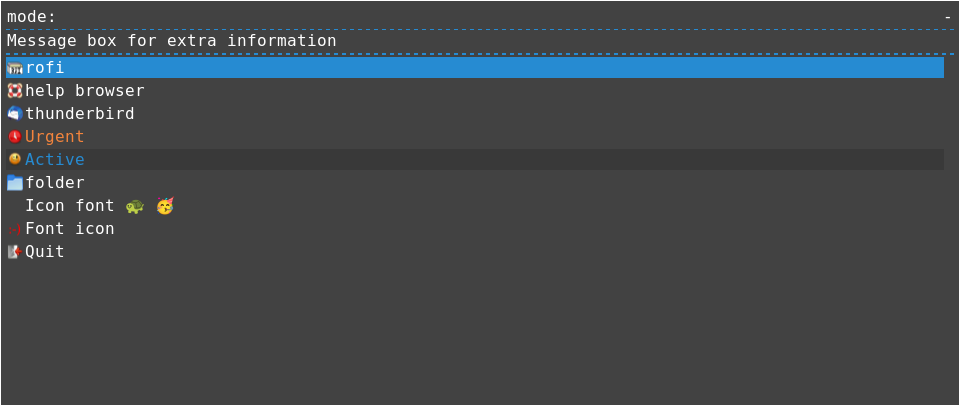 mode: -
Message box for extra information
rofi
help browser
thunderbird
Urgent
Active
folder
Icon font 🐢 🥳
Font icon
Quit